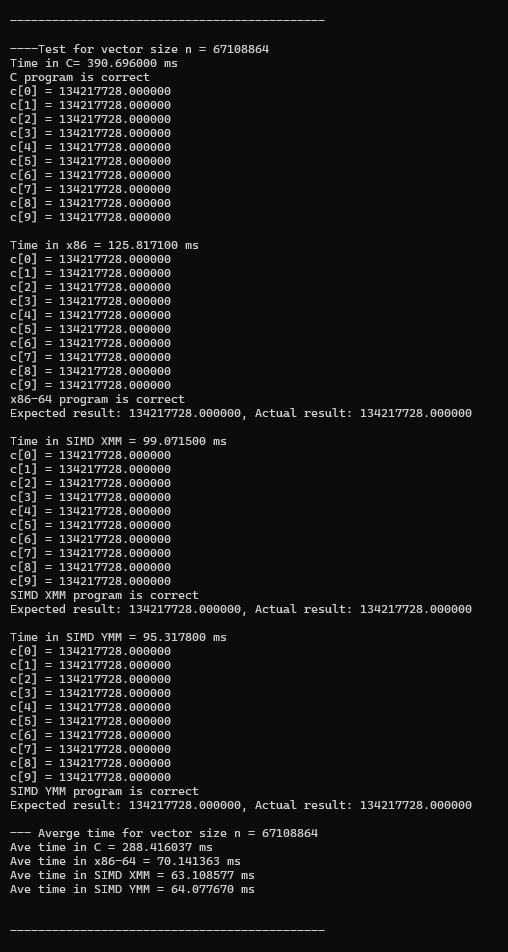 _____________________________________________
————Test for vector size n = 67108864
Time in C= 390.696000 ms
C program is correct
c[0] = 134217728.000000
c[1] = 134217728.000000
c[2] = 134217728.000000
c[3] = 134217728.000000
c[4] = 134217728.000000
c[5] = 134217728.000000
c[6] = 134217728.000000
c[7] = 134217728.000000
c[8] = 134217728.000000
c[9] = 134217728.000000
Time in x86 = 125.817100 ms
c[0] = 134217728.000000
c[1] = 134217728.000000
c[2] = 134217728.000000
c[3] = 134217728.000000
c[4] = 134217728.000000
c[5] = 134217728.000000
c[6] = 134217728.000000
c[7] = 134217728.000000
c[8] = 134217728.000000
c[9] = 134217728.000000
x86-64 program is correct
Expected result: 134217728.000000, Actual result: 134217728.000000
Time in SIMD XMM = 99.071500 ms
c[0] = 134217728.000000
c[1] = 134217728.000000
c[2] = 134217728.000000
c[3] = 134217728.000000
c[4] = 134217728.000000
c[5] = 134217728.000000
c[6] = 134217728.000000
c[7] = 134217728.000000
c[8] = 134217728.000000
c[9] = 134217728.000000
SIMD XMM program is correct
Expected result: 134217728.000000, Actual result: 134217728.000000
Time in SIMD YMM = 95.317800 ms
c[0] = 134217728.000000
c[1] = 134217728.000000
c[2] = 134217728.000000
c[3] = 134217728.000000
c[4] = 134217728.000000
c[5] = 134217728.000000
c[6] = 134217728.000000
c[7] = 134217728.000000
c[8] = 134217728.000000
c[9] = 134217728.000000
SIMD YMM program is correct
Expected result: 134217728.000000, Actual result: 134217728.000000
--- Averge time for vector size n = 67108864
Ave time in C = 288.416037 ms
Ave time in x86-64 = 70.141363 ms
Ave time in SIMD XMM = 63.108577 ms
Ave time in SIMD YMM = 64.077670 ms
_____________________________________________